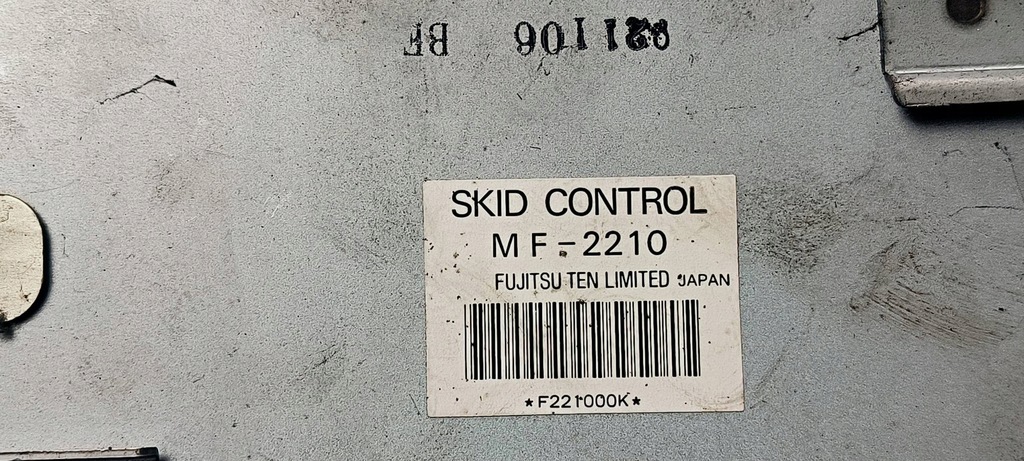 SKID CONTROL
MF-2210
FUJITSU TEN LIMITED JAPAN
*F221000K*